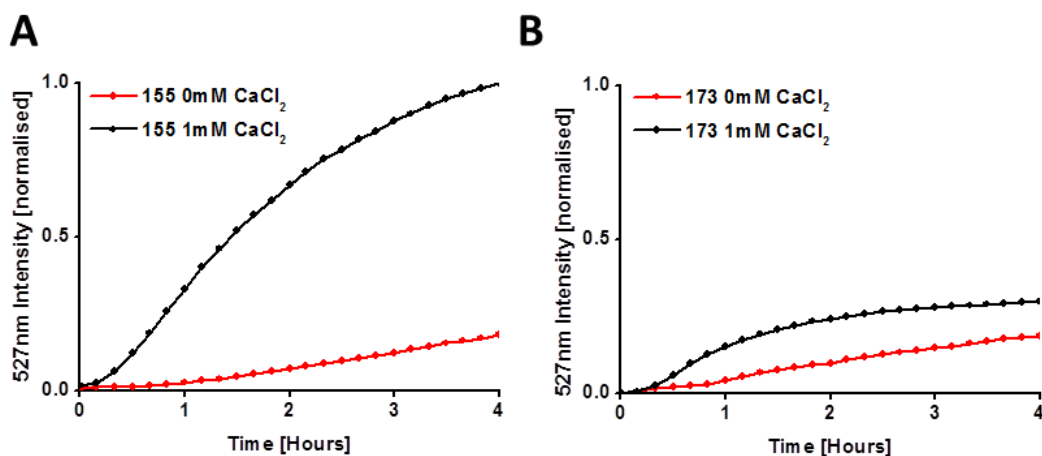 A
1.0
155 0mM CaCl₂
155 1mM CaCl₂
0.5
0.0
527nm Intensity [normalised]
0 1 2 3 4
Time [Hours]
B
1.0
173 0mM CaCl₂
173 1mM CaCl₂
0.5
0.0
527nm Intensity [normalised]
0 1 2 3 4
Time [Hours]